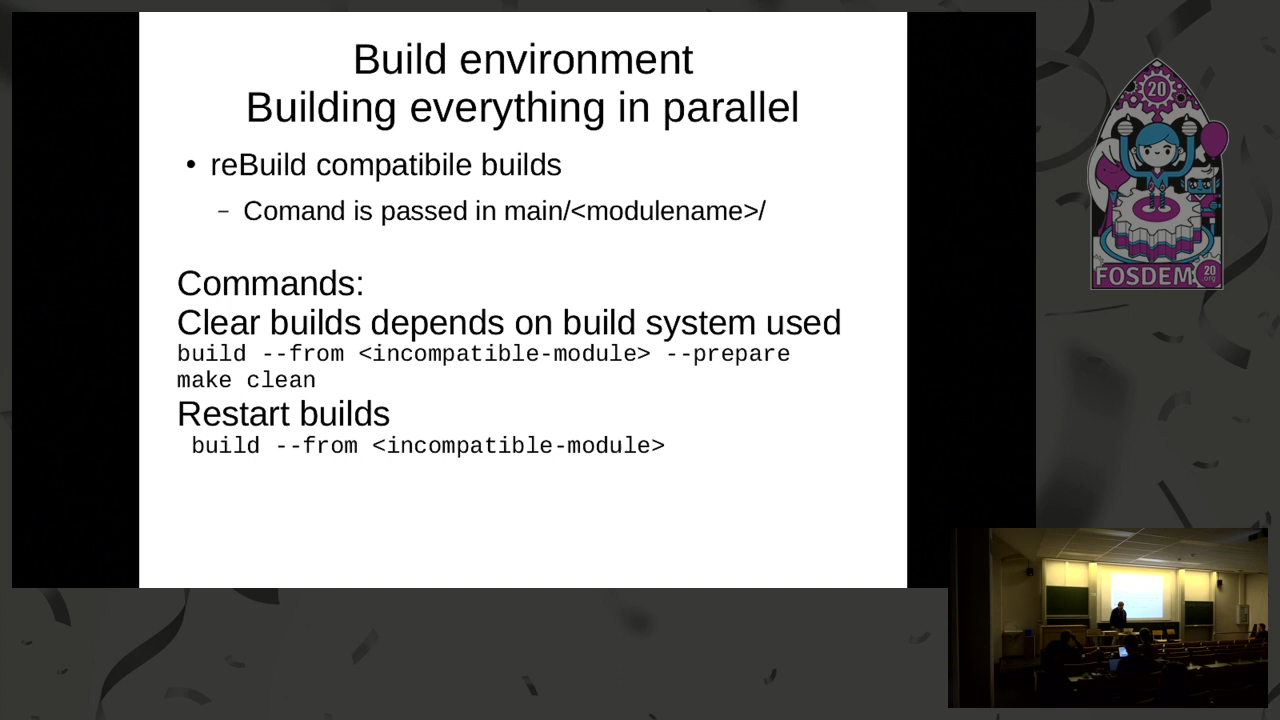 Build environment
Building everything in parallel
• reBuild compatibile builds
– Comand is passed in main/<modulename>/
Commands:
Clear builds depends on build system used
build --from <incompatible-module> --prepare
make clean
Restart builds
build --from <incompatible-module>
20
FOSDEM
20
.org